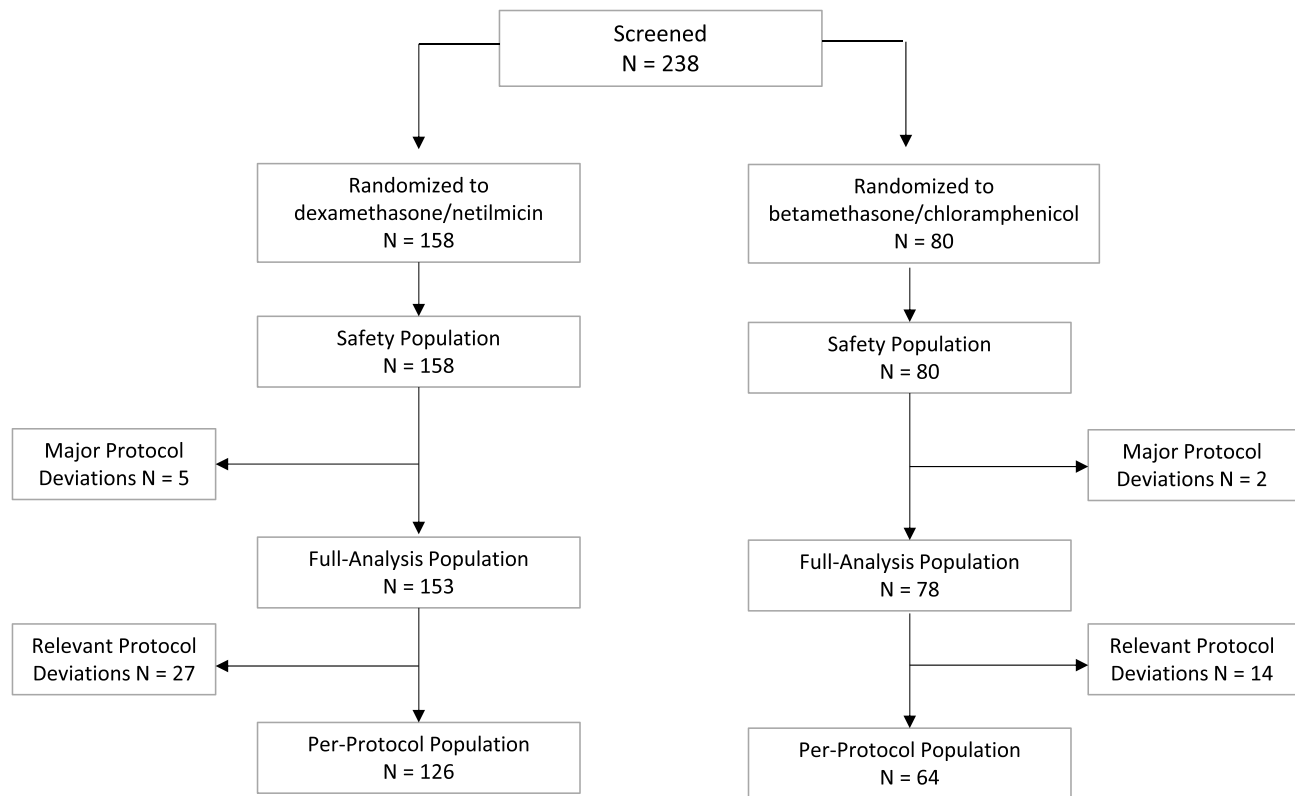 Screened
N = 238
Randomized to
dexamethasone/netilmicin
N = 158
Randomized to
betamethasone/chloramphenicol
N = 80
Safety Population
N = 158
Safety Population
N = 80
Major Protocol
Deviations N = 5
Major Protocol
Deviations N = 2
Full-Analysis Population
N = 153
Full-Analysis Population
N = 78
Relevant Protocol
Deviations N = 27
Relevant Protocol
Deviations N = 14
Per-Protocol Population
N = 126
Per-Protocol Population
N = 64